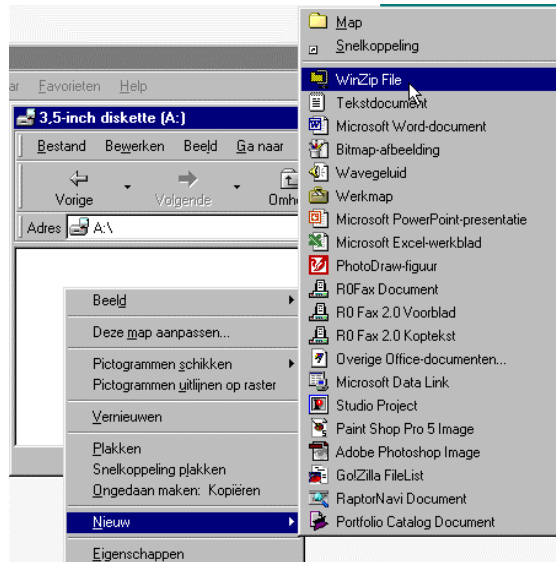 ar Favorieten Help
3,5-inch diskette (A:)
Bestand Bewerken Beeld Ga naar
Vorige Volgende Omh
Adres A:\
Beeld
Deze map aanpassen...
Pictogrammen schikken
Pictogrammen uitlijnen op raster
Vernieuwen
Plakken
Snelkoppeling plakken
Ongedaan maken: Kopiëren
Nieuw
Eigenschappen
Map
Snelkoppeling
WinZip File
Tekstdocument
Microsoft Word-document
Bitmap-afbeelding
Wavegeluid
Werkmap
Microsoft PowerPoint-presentatie
Microsoft Excel-werkblad
PhotoDraw-figuur
R0Fax Document
R0 Fax 2.0 Voorblad
R0 Fax 2.0 Koptekst
Overige Office-documenten...
Microsoft Data Link
Studio Project
Paint Shop Pro 5 Image
Adobe Photoshop Image
Go!Zilla FileList
RaptorNavi Document
Portfolio Catalog Document